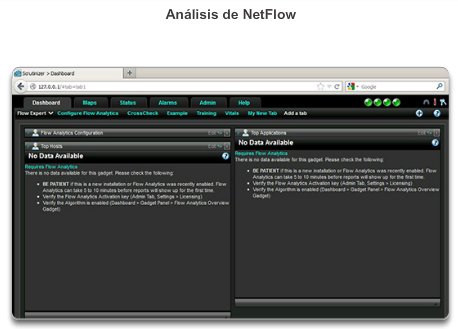 Análisis de NetFlow
Scrutinizer > Dashboard
127.0.0.1/#tab=tab1
Google
Dashboard Maps Status Alarms Admin Help
Flow Expert Configure Flow Analytics CrossCheck Example Training Vitals My New Tab Add a tab
Flow Analytics Configuration
Edit
Top Hosts
Edit
No Data Available
Requires Flow Analytics
There is no data available for this gadget. Please check the following:
BE PATIENT if this is a new installation or Flow Analytics was recently enabled. Flow
Analytics can take 5 to 10 minutes before reports will show up for the first time.
Verify the Flow Analytics Activation key (Admin Tab, Settings > Licensing)
Verify the Algorithm is enabled (Dashboard > Gadget Panel > Flow Analytics Overview
Gadget)
Top Applications
Edit
No Data Available
Requires Flow Analytics
There is no data available for this gadget. Please check the following:
BE PATIENT if this is a new installation or Flow Analytics was recently enabled. Flow
Analytics can take 5 to 10 minutes before reports will show up for the first time.
Verify the Flow Analytics Activation key (Admin Tab, Settings > Licensing)
Verify the Algorithm is enabled (Dashboard > Gadget Panel > Flow Analytics Overview
Gadget)